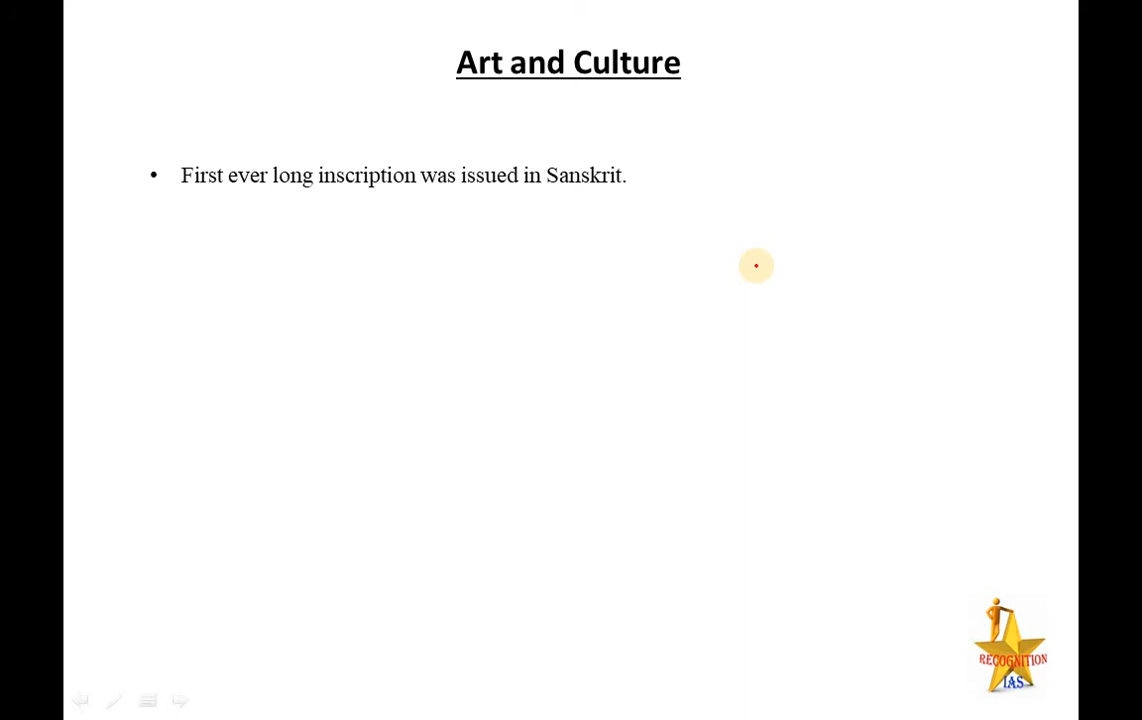 Art and Culture
• First ever long inscription was issued in Sanskrit.
RECOGNITION
IAS